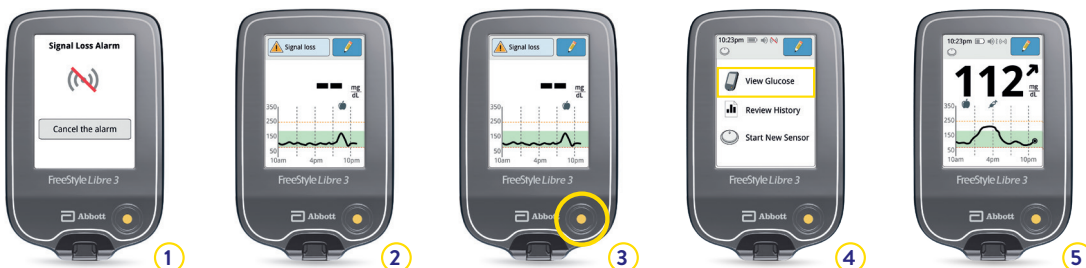 Signal Loss Alarm
Cancel the alarm
FreeStyle Libre 3
Abbott
1
Signal loss
mg
dL
350
250
150
50
10am 4pm 10pm
FreeStyle Libre 3
Abbott
2
Signal loss
mg
dL
350
250
150
50
10am 4pm 10pm
FreeStyle Libre 3
Abbott
3
10:23pm
View Glucose
Review History
Start New Sensor
FreeStyle Libre 3
Abbott
4
10:23pm
112
mg
dL
350
250
150
50
10am 4pm 10pm
FreeStyle Libre 3
Abbott
5